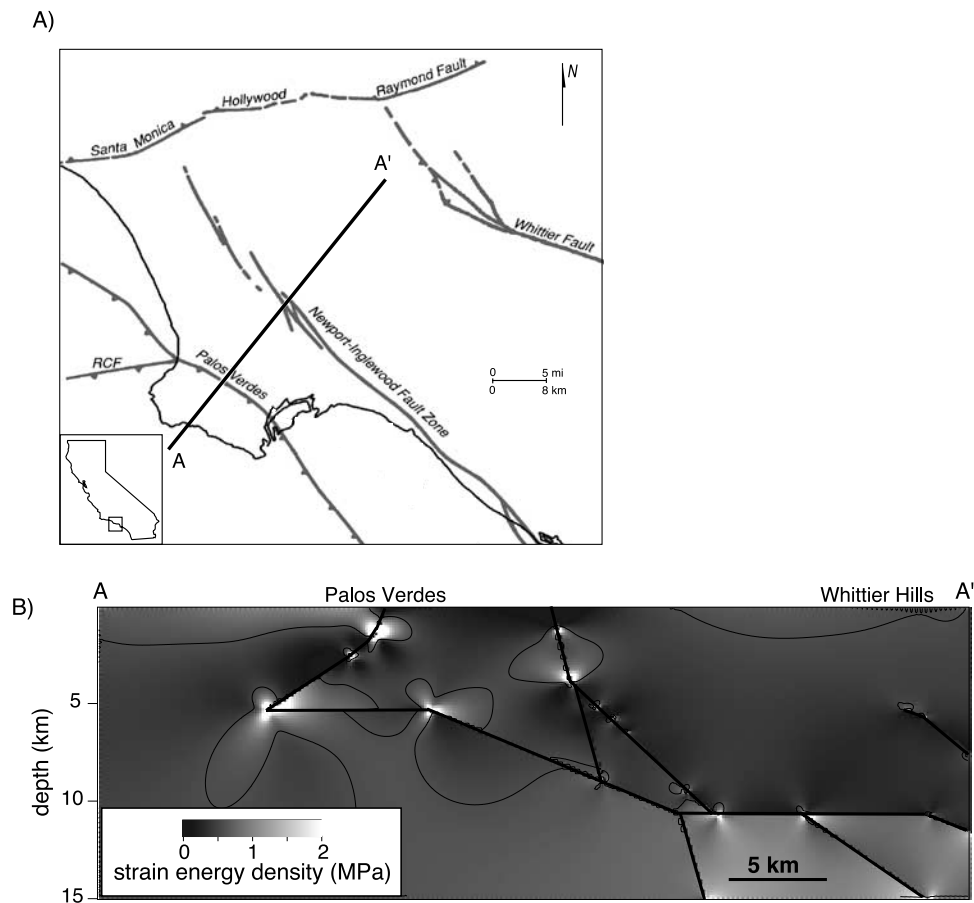 A)
N
Raymond Fault
Hollywood
Santa Monica
A'
Whittier Fault
Newport-Inglewood Fault Zone
RCF
Palos Verdes
0 5 mi
0 8 km
A
B)
A Palos Verdes Whittier Hills A'
5
depth (km)
10
15
0 1 2
strain energy density (MPa)
5 km